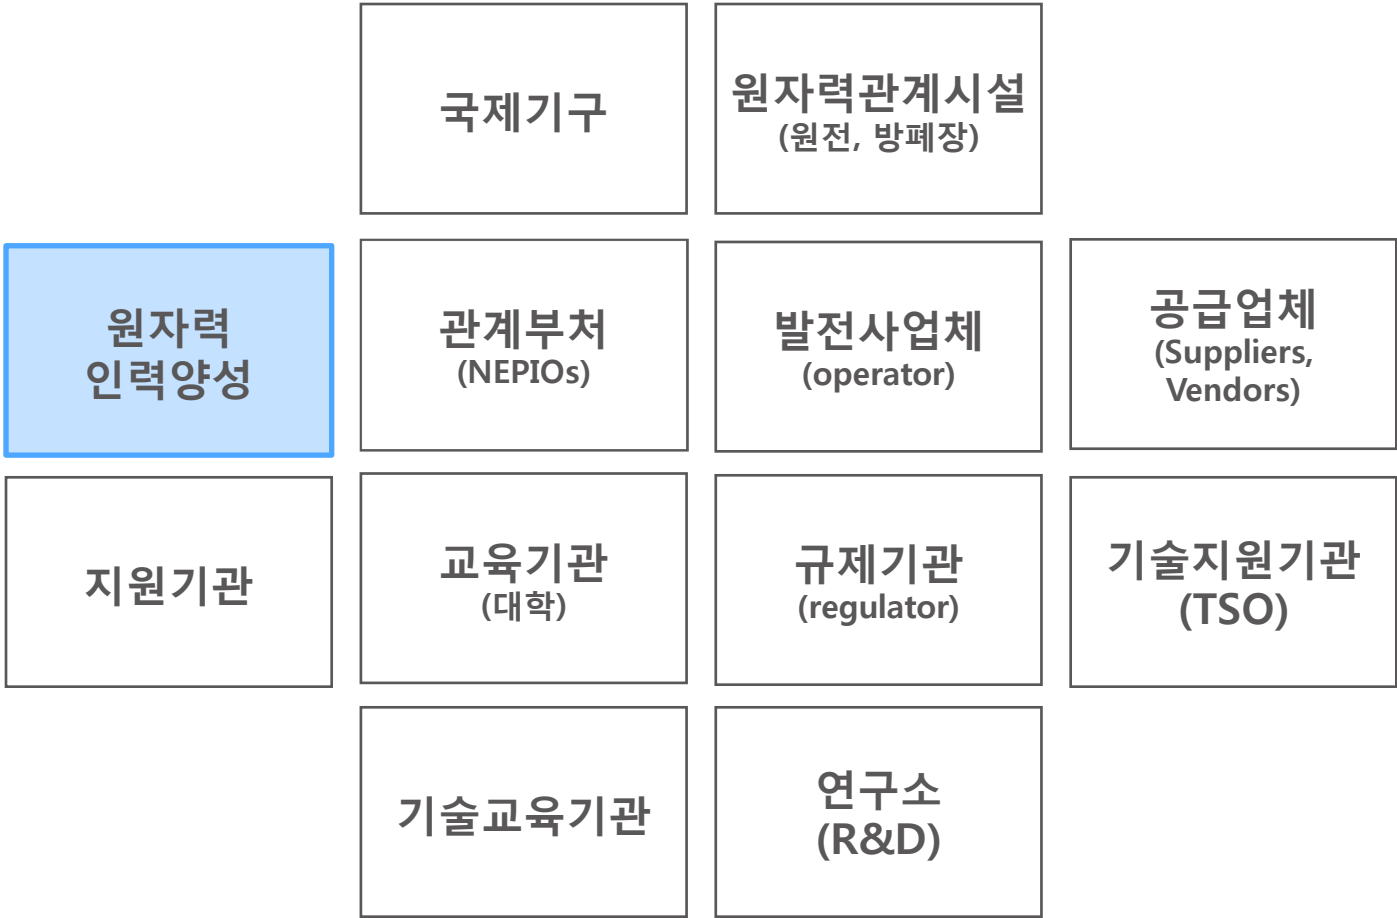 국제기구
원자력관계시설
(원전, 방폐장)
원자력
인력양성
관계부처
(NEPIOs)
발전사업체
(operator)
공급업체
(Suppliers,
Vendors)
지원기관
교육기관
(대학)
규제기관
(regulator)
기술지원기관
(TSO)
기술교육기관
연구소
(R&D)